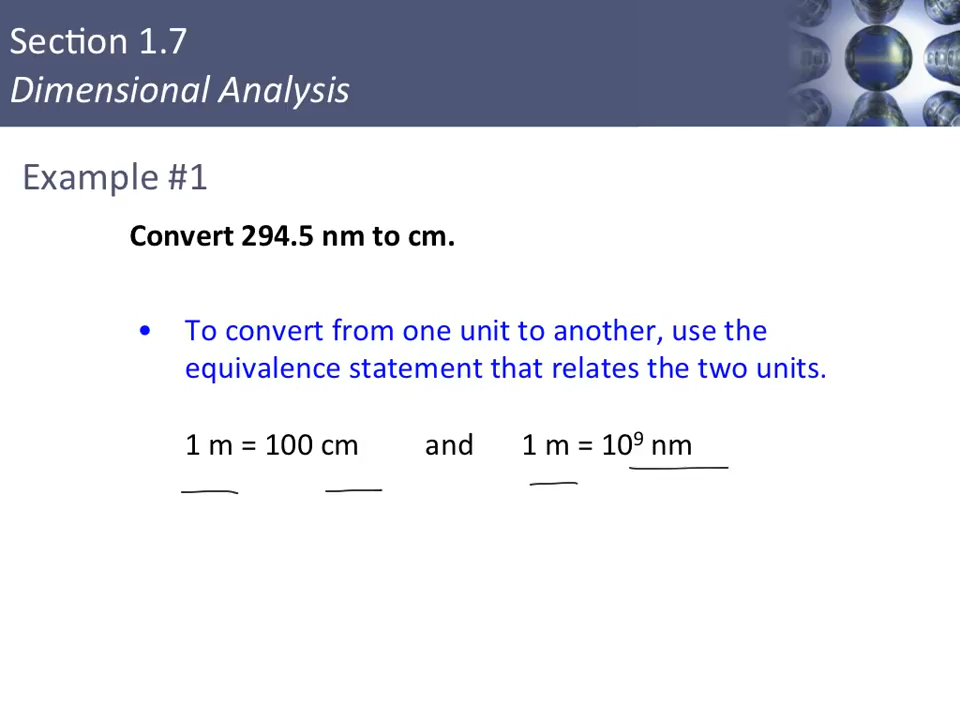 Section 1.7
Dimensional Analysis
Example #1
Convert 294.5 nm to cm.
• To convert from one unit to another, use the
equivalence statement that relates the two units.
1 m = 100 cm and 1 m = 10⁹ nm